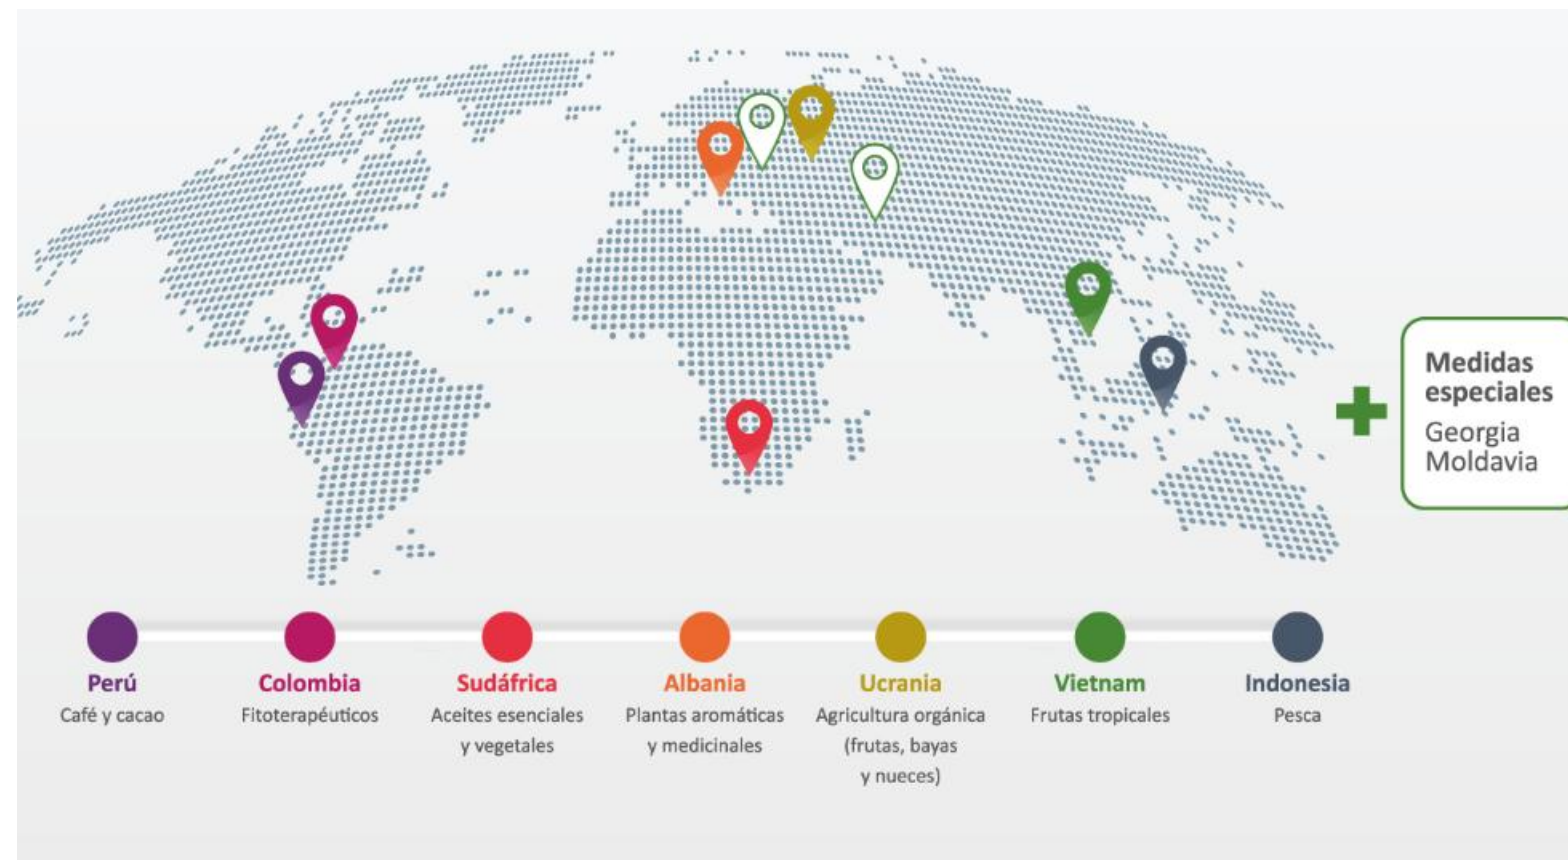 Medidas
especiales
Georgia
Moldavia
Perú
Café y cacao
Colombia
Fitoterapéuticos
Sudáfrica
Aceites esenciales
y vegetales
Albania
Plantas aromáticas
y medicinales
Ucrania
Agricultura orgánica
(frutas, bayas
y nueces)
Vietnam
Frutas tropicales
Indonesia
Pesca